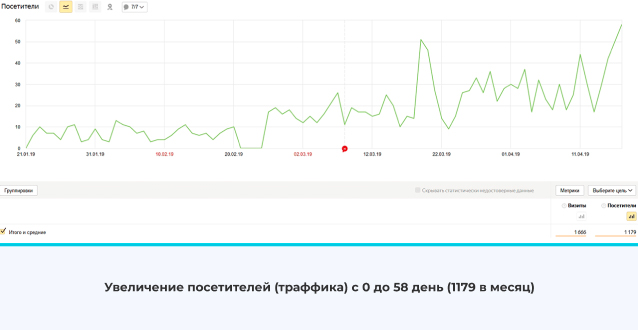 Посетители
7/7
60
50
40
30
20
10
0
21.01.19 31.01.19 10.02.19 20.02.19 02.03.19 12.03.19 22.03.19 01.04.19 11.04.19
Группировки
Скрывать статистически недостоверные данные
Метрики
Выберите цель
Визиты
Посетители
Итого и средние
1 666
1 179
Увеличение посетителей (траффика) с 0 до 58 день (1179 в месяц)